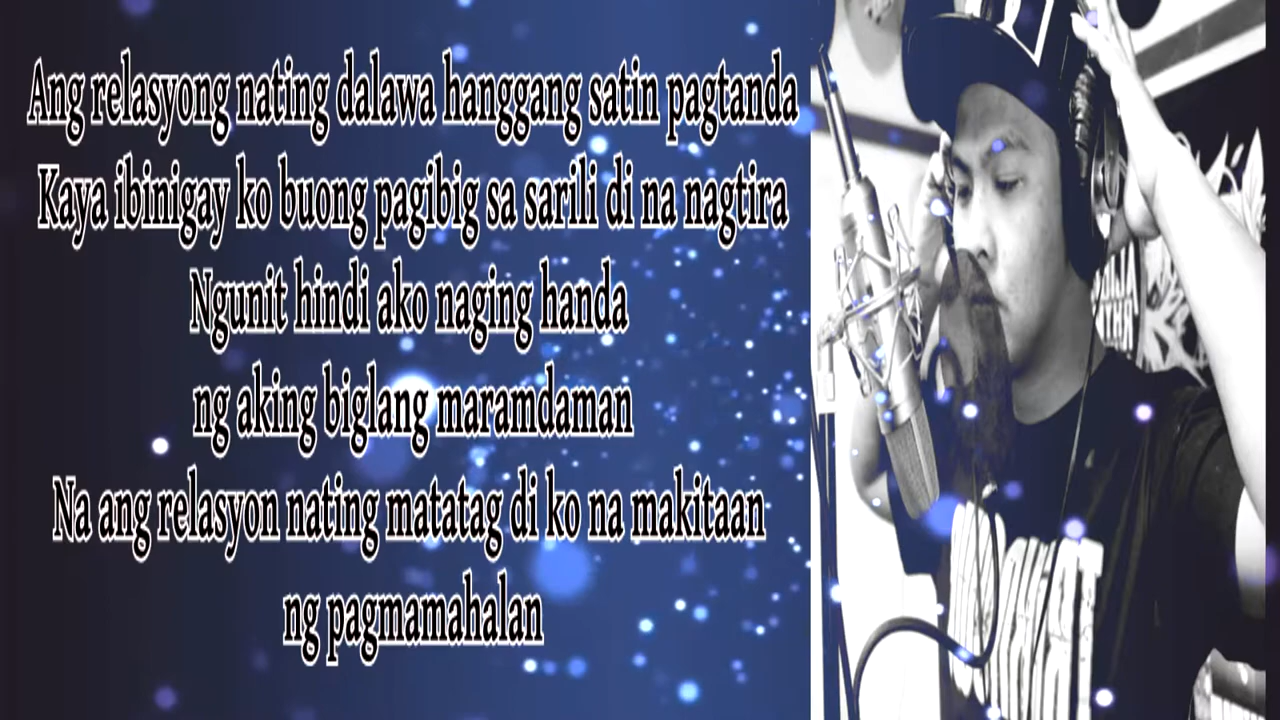 Ang relasyong nating dalawa hanggang satin pagtanda
Kaya ibinigay ko buong pagibig sa sarili di na nagtira
Ngunit hindi ako naging handa
ng aking biglang maramdaman
Na ang relasyon nating matatag di ko na makitaan
ng pagmamahalan